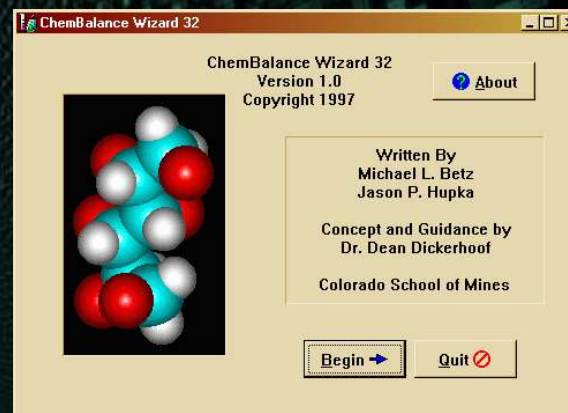 ChemBalance Wizard 32
ChemBalance Wizard 32
Version 1.0
Copyright 1997
About
Written By
Michael L. Betz
Jason P. Hupka
Concept and Guidance by
Dr. Dean Dickerhoof
Colorado School of Mines
Begin
Quit